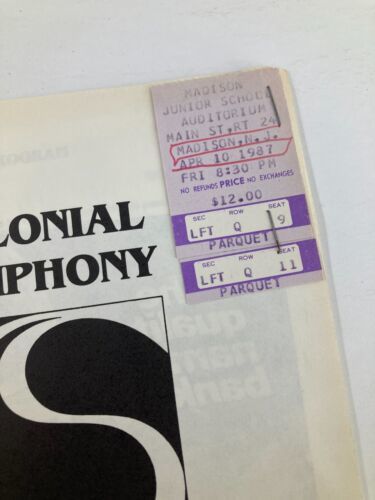 MADISON
JUNIOR SCHOOL
AUDITORIUM
MAIN ST, RT 24
MADISON, N.J.
APR 10 1987
FRI 8:30 PM
NO REFUNDS PRICE NO EXCHANGES
$12.00
SEC ROW SEAT
LFT Q 9
PARQUET
SEC ROW SEAT
LFT Q 11
PARQUET
LONIAL
MPHONY